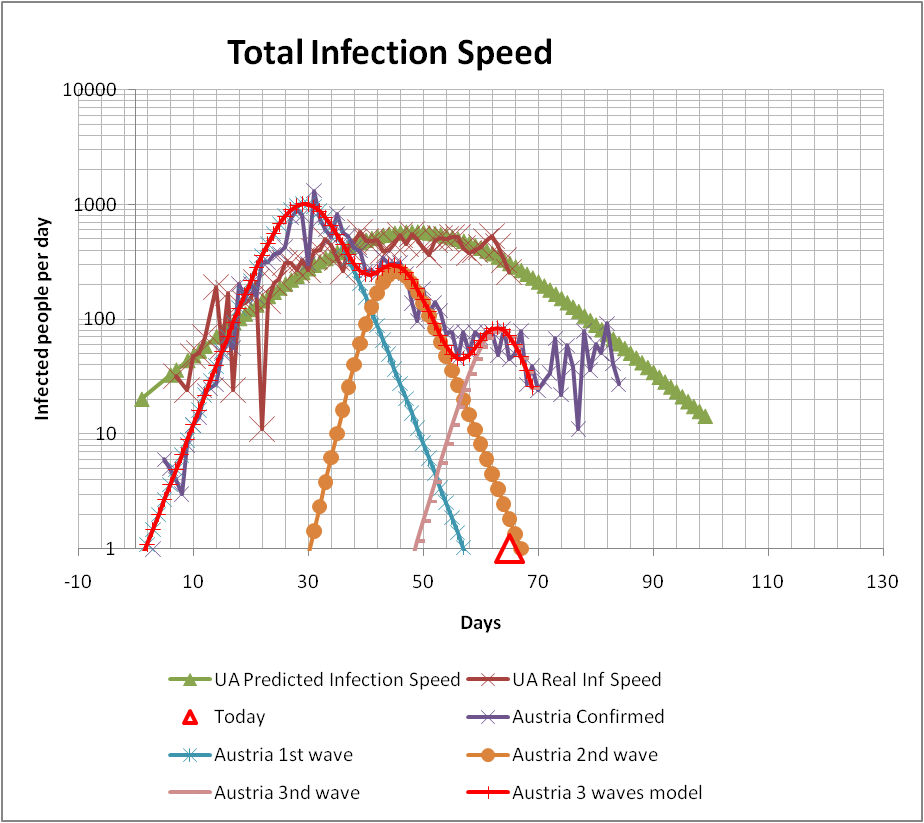 Total Infection Speed
10000
1000
100
10
1
Infected people per day
-10 10 30 50 70 90 110 130
Days
UA Predicted Infection Speed UA Real Inf Speed
Today Austria Confirmed
Austria 1st wave Austria 2nd wave
Austria 3nd wave Austria 3 waves model